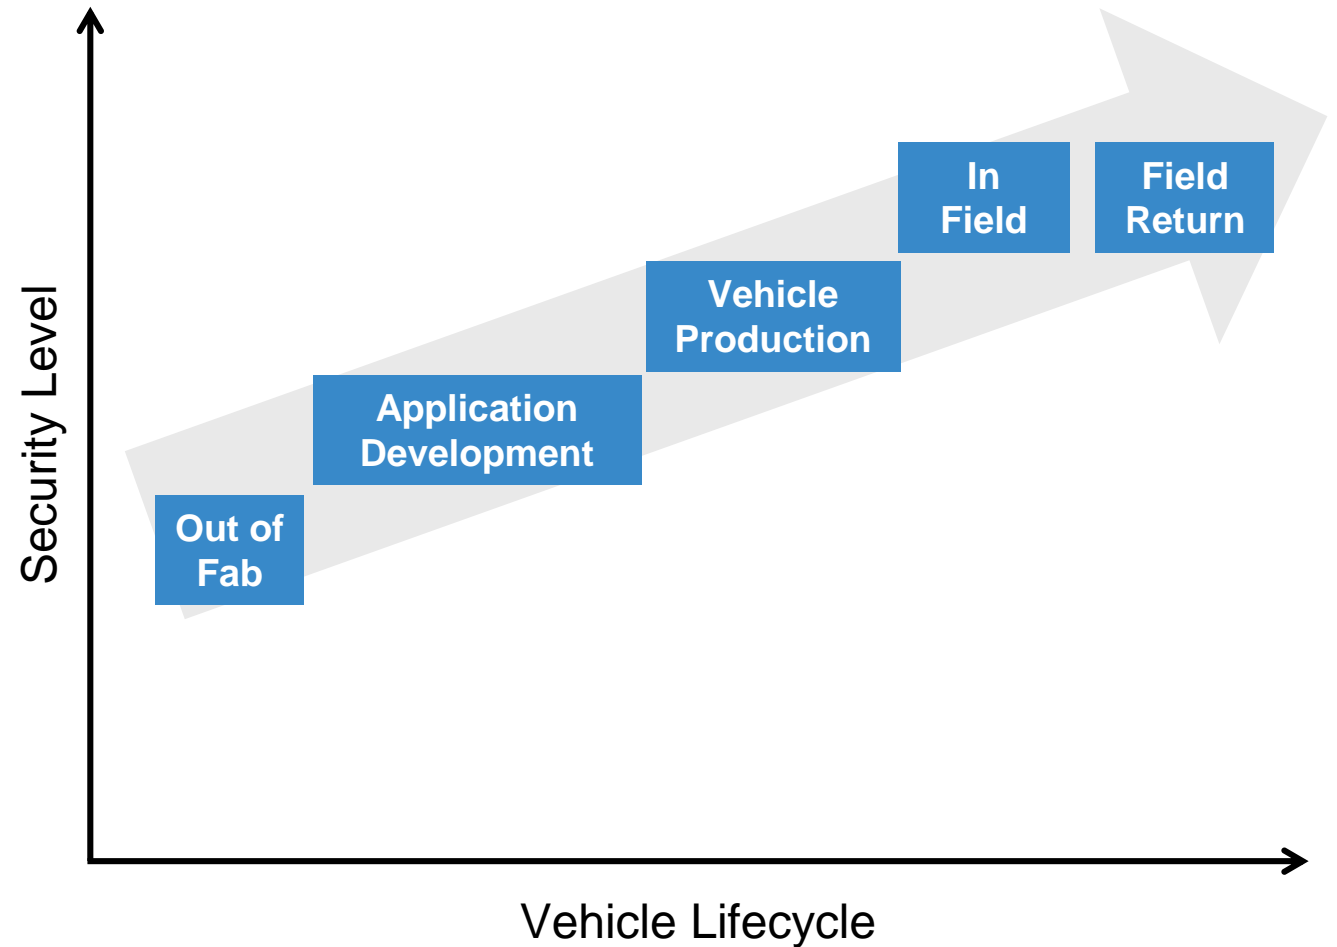 Security Level
In
Field
Field
Return
Vehicle
Production
Application
Development
Out of
Fab
Vehicle Lifecycle